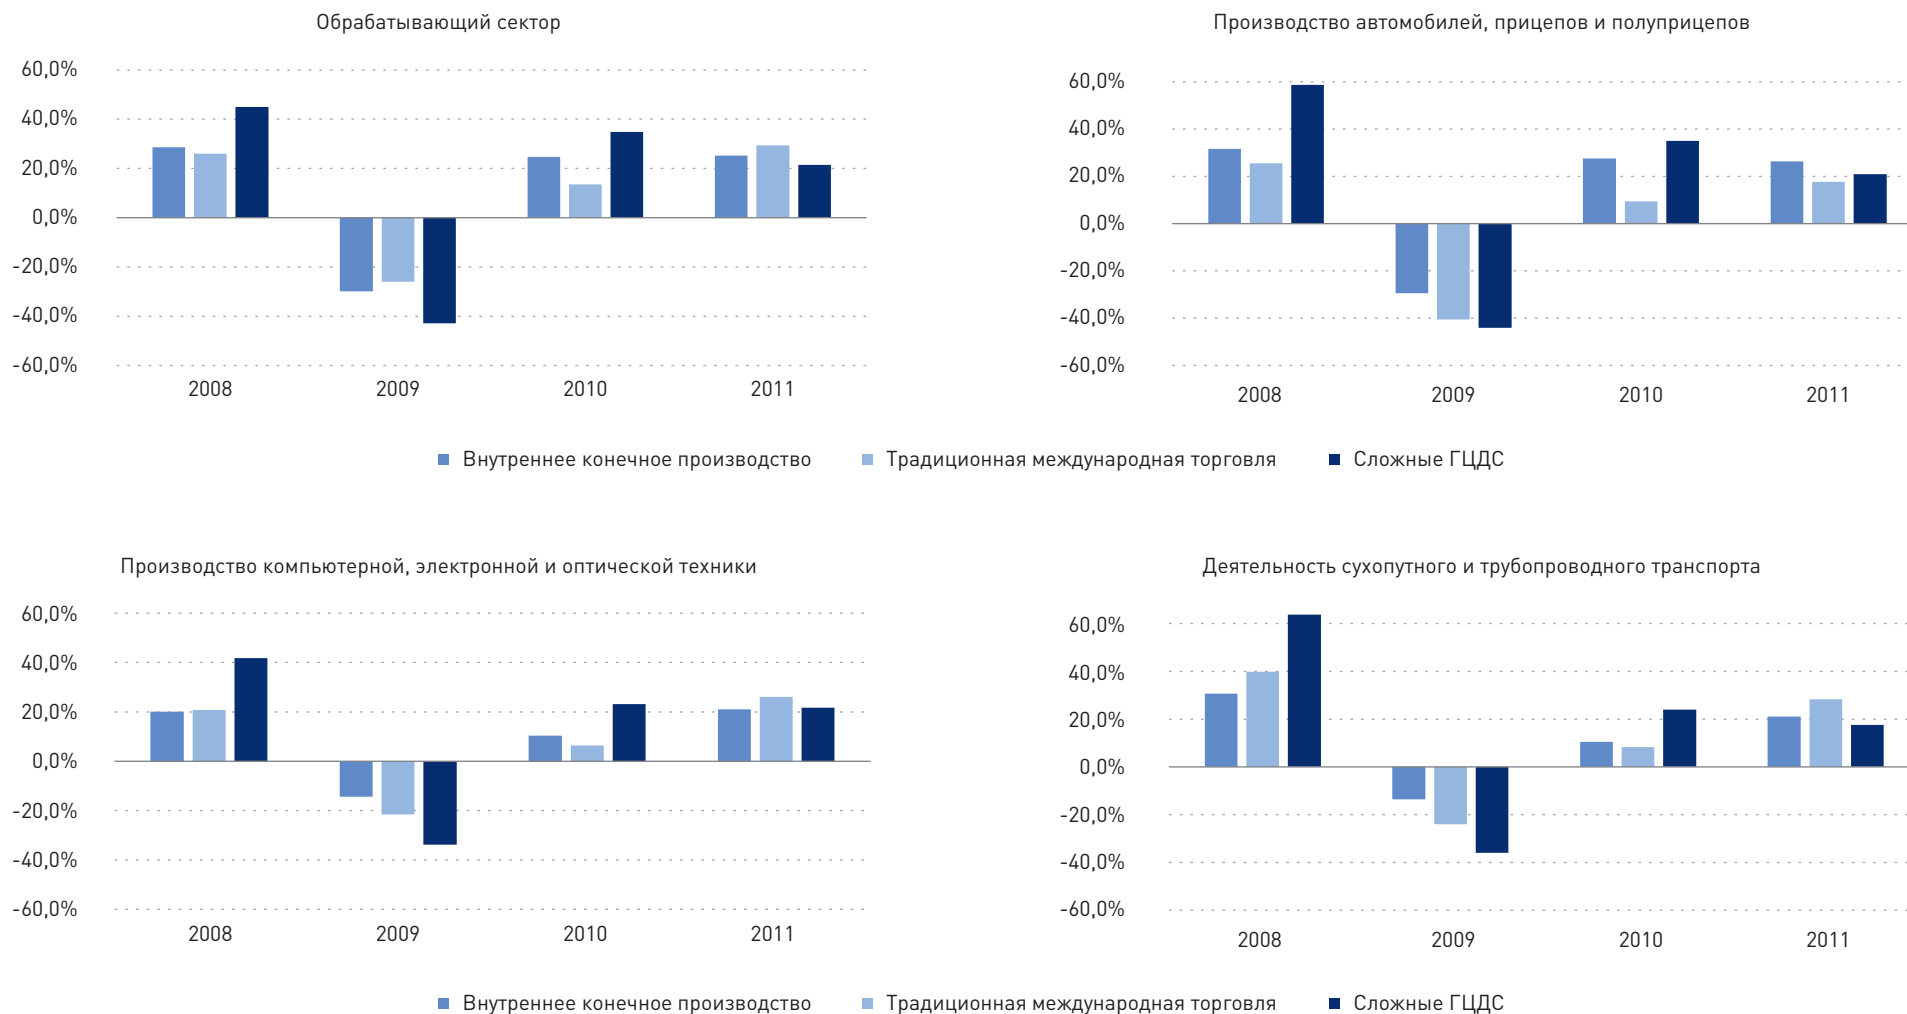 Обрабатывающий сектор
60,0%
40,0%
20,0%
0,0%
-20,0%
-40,0%
-60,0%
2008 2009 2010 2011
Производство автомобилей, прицепов и полуприцепов
60,0%
40,0%
20,0%
0,0%
-20,0%
-40,0%
-60,0%
2008 2009 2010 2011
Внутреннее конечное производство Традиционная международная торговля Сложные ГЦДС
Производство компьютерной, электронной и оптической техники
60,0%
40,0%
20,0%
0,0%
-20,0%
-40,0%
-60,0%
2008 2009 2010 2011
Деятельность сухопутного и трубопроводного транспорта
60,0%
40,0%
20,0%
0,0%
-20,0%
-40,0%
-60,0%
2008 2009 2010 2011
Внутреннее конечное производство Традиционная международная торговля Сложные ГЦДС